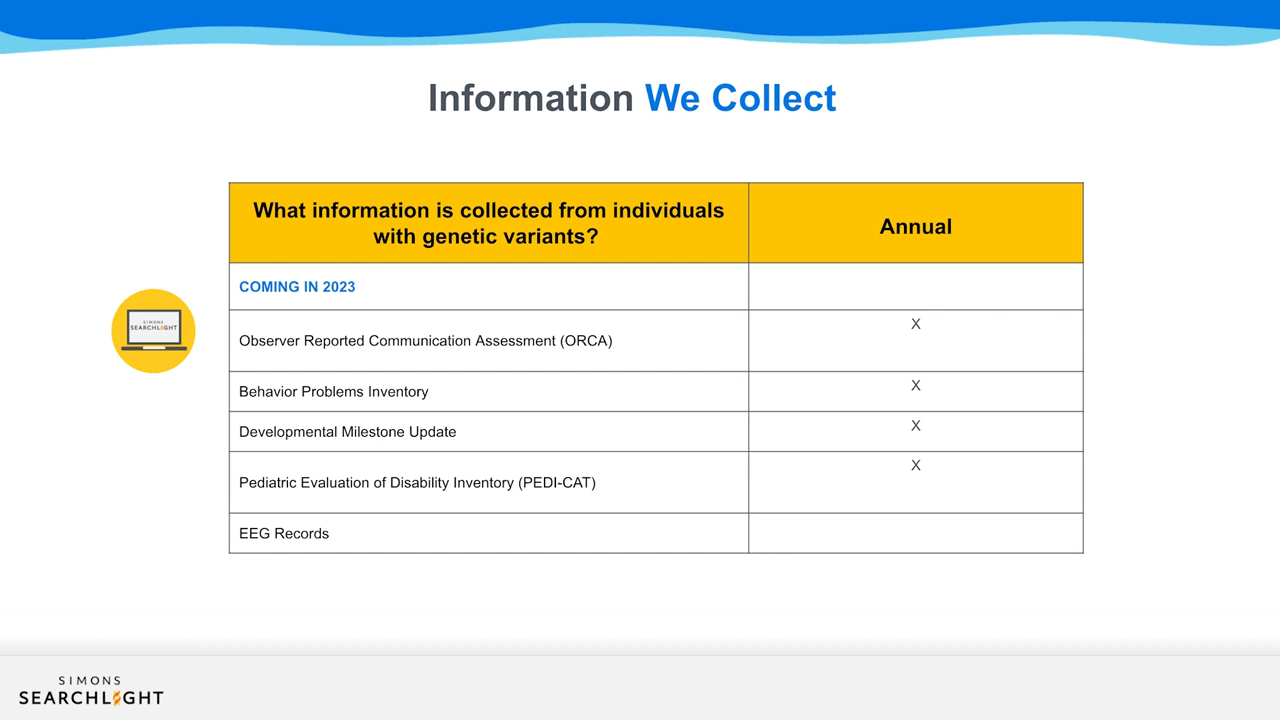 Information We Collect
What information is collected from individuals
with genetic variants?
Annual
COMING IN 2023
Observer Reported Communication Assessment (ORCA)
X
Behavior Problems Inventory
X
Developmental Milestone Update
X
Pediatric Evaluation of Disability Inventory (PEDI-CAT)
X
EEG Records
SIMONS
SEARCHLIGHT
SIMONS
SEARCHLIGHT